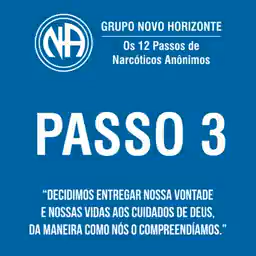 NA
GRUPO NOVO HORIZONTE
Os 12 Passos de
Narcóticos Anônimos
PASSO 3
“DECIDIMOS ENTREGAR NOSSA VONTADE
E NOSSAS VIDAS AOS CUIDADOS DE DEUS,
DA MANEIRA COMO NÓS O COMPREENDÍAMOS.”